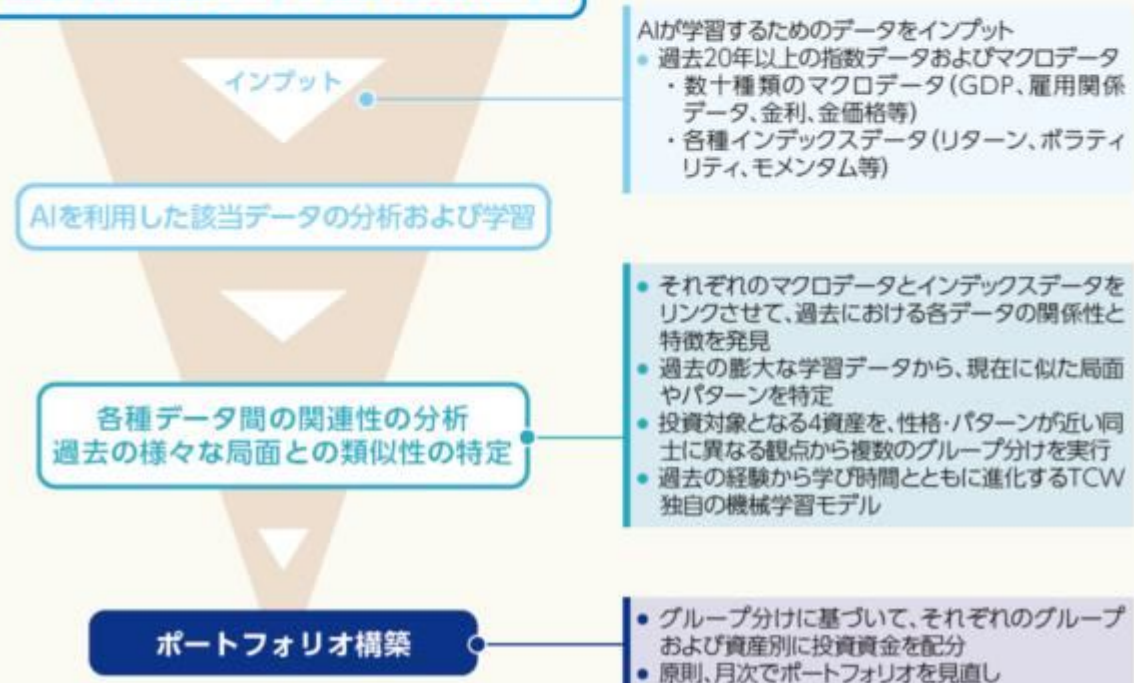 AIが学習するためのデータをインプット
• 過去20年以上の指数データおよびマクロデータ
・数十種類のマクロデータ(GDP、雇用関係
データ、金利、金価格等)
・各種インデックスデータ(リターン、ボラティ
リティ、モメンタム等)
インプット
AIを利用した該当データの分析および学習
• それぞれのマクロデータとインデックスデータを
リンクさせて、過去における各データの関係性と
特徴を発見
• 過去の膨大な学習データから、現在に似た局面
やパターンを特定
• 投資対象となる4資産を、性格・パターンが近い同
士に異なる観点から複数のグループ分けを実行
• 過去の経験から学び時間とともに進化するTCW
独自の機械学習モデル
各種データ間の関連性の分析
過去の様々な局面との類似性の特定
ポートフォリオ構築
• グループ分けに基づいて、それぞれのグループ
および資産別に投資資金を配分
• 原則、月次でポートフォリオを見直し